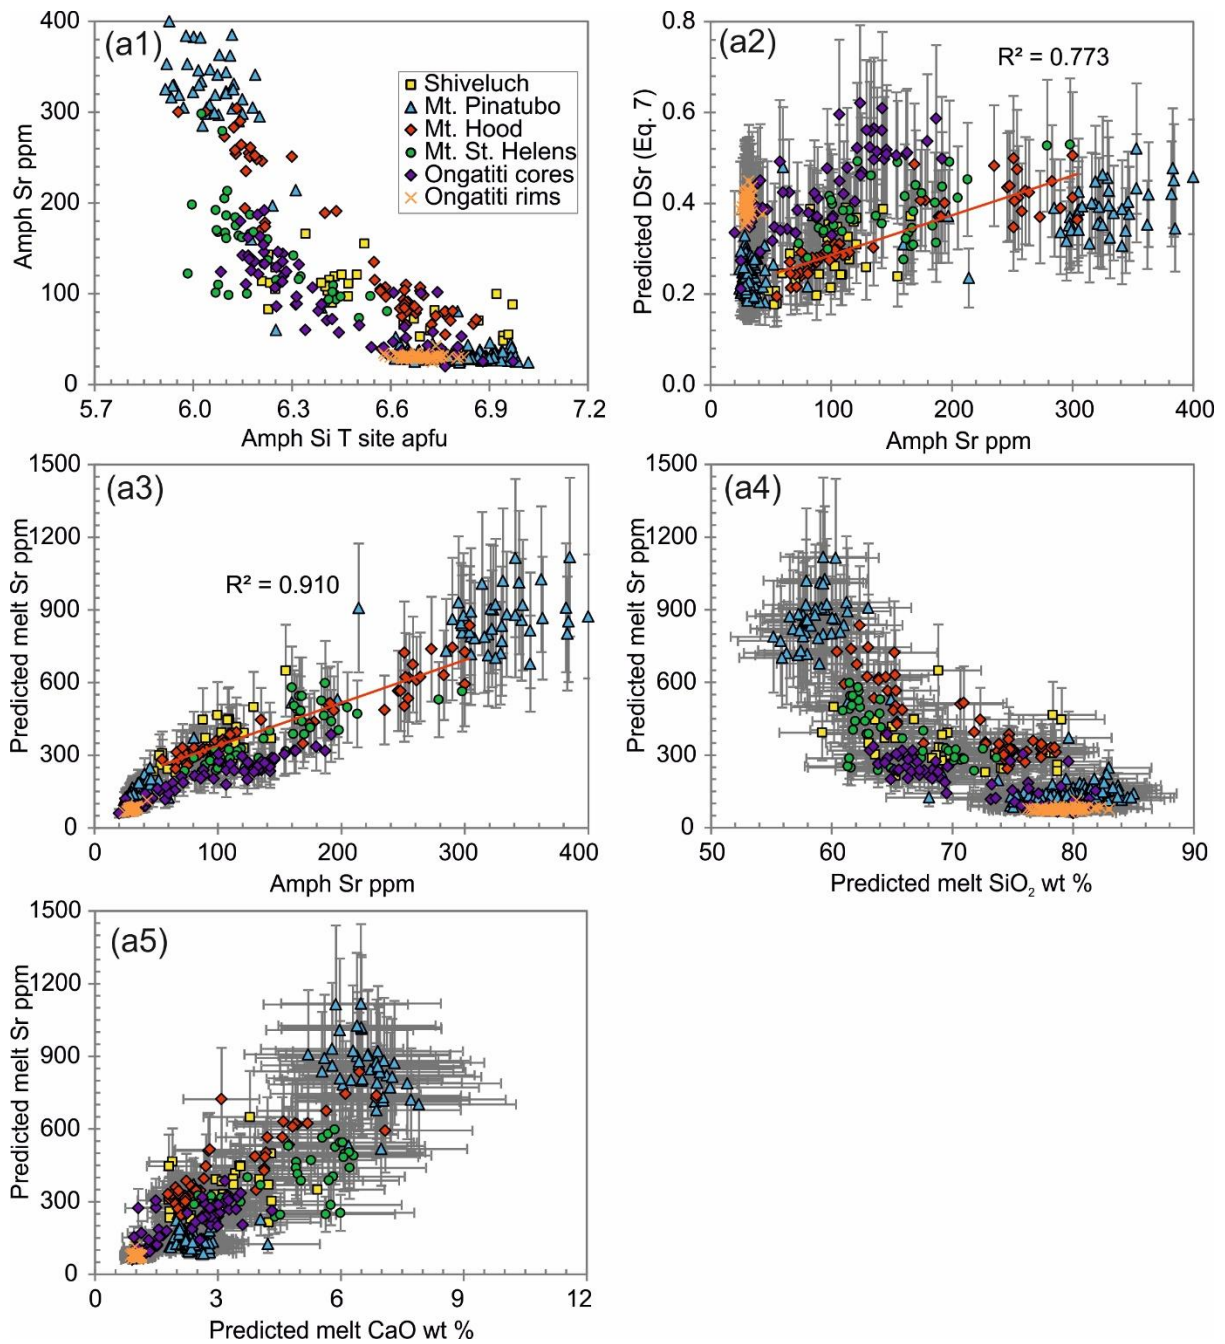 (a1)
Amph Sr ppm
400
300
200
100
0
5.7
6.0
6.3
6.6
6.9
7.2
Amph Si T site apfu
Shiveluch
Mt. Pinatubo
Mt. Hood
Mt. St. Helens
Ongatiti cores
Ongatiti rims
(a2)
R² = 0.773
Predicted DSr (Eq. 7)
0.8
0.6
0.4
0.2
0.0
0
100
200
300
400
Amph Sr ppm
(a3)
R² = 0.910
Predicted melt Sr ppm
1500
1200
900
600
300
0
0
100
200
300
400
Amph Sr ppm
(a4)
Predicted melt Sr ppm
1500
1200
900
600
300
0
50
60
70
80
90
Predicted melt SiO₂ wt %
(a5)
Predicted melt Sr ppm
1500
1200
900
600
300
0
0
3
6
9
12
Predicted melt CaO wt %